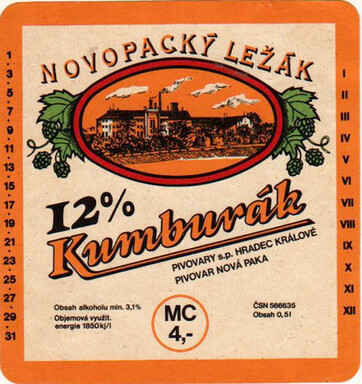 NOVOPACKÝ LEŽÁK
1
3
5
7
9
11
13
15
17
19
21
23
25
27
29
31
I
II
III
IV
V
VI
VII
VIII
IX
X
XI
XII
12%
Kumburák
PIVOVARY s.p. HRADEC KRÁLOVÉ
PIVOVAR NOVÁ PAKA
Obsah alkoholu min. 3,1%
Objemová využit.
energie 1850kj/l
MC
4,-
ČSN 566635
Obsah 0,5l